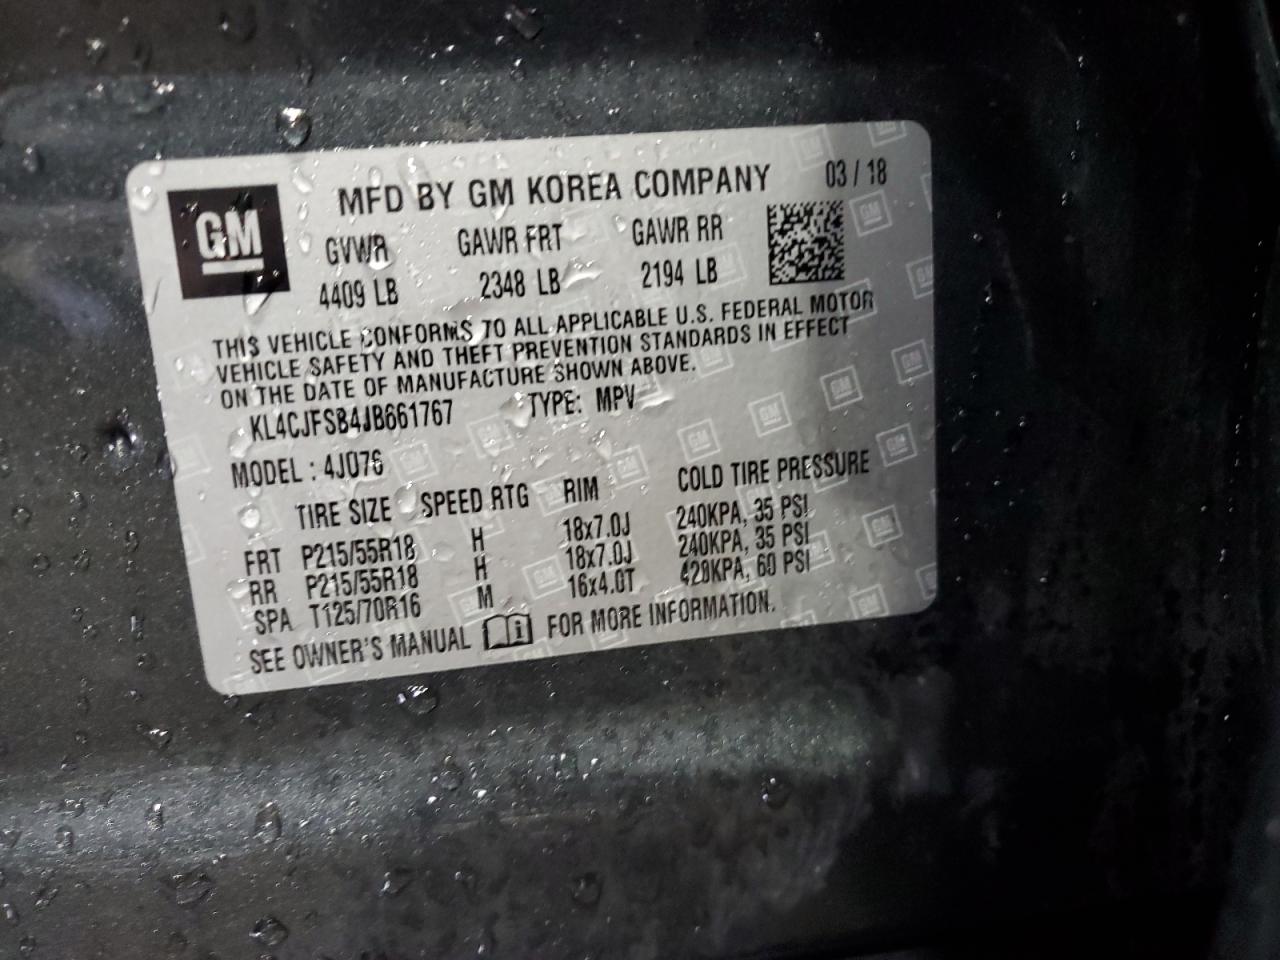 GM
MFD BY GM KOREA COMPANY 03 / 18
GVWR GAWR FRT GAWR RR
4409 LB 2348 LB 2194 LB
THIS VEHICLE CONFORMS TO ALL APPLICABLE U.S. FEDERAL MOTOR
VEHICLE SAFETY AND THEFT PREVENTION STANDARDS IN EFFECT
ON THE DATE OF MANUFACTURE SHOWN ABOVE.
KL4CJFSB4JB661767 TYPE: MPV
MODEL : 4JO76
TIRE SIZE SPEED RTG RIM COLD TIRE PRESSURE
FRT P215/55R18 H 18x7.0J 240KPA, 35 PSI
RR P215/55R18 H 18x7.0J 240KPA, 35 PSI
SPA T125/70R16 M 16x4.0T 420KPA, 60 PSI
SEE OWNER'S MANUAL i FOR MORE INFORMATION.